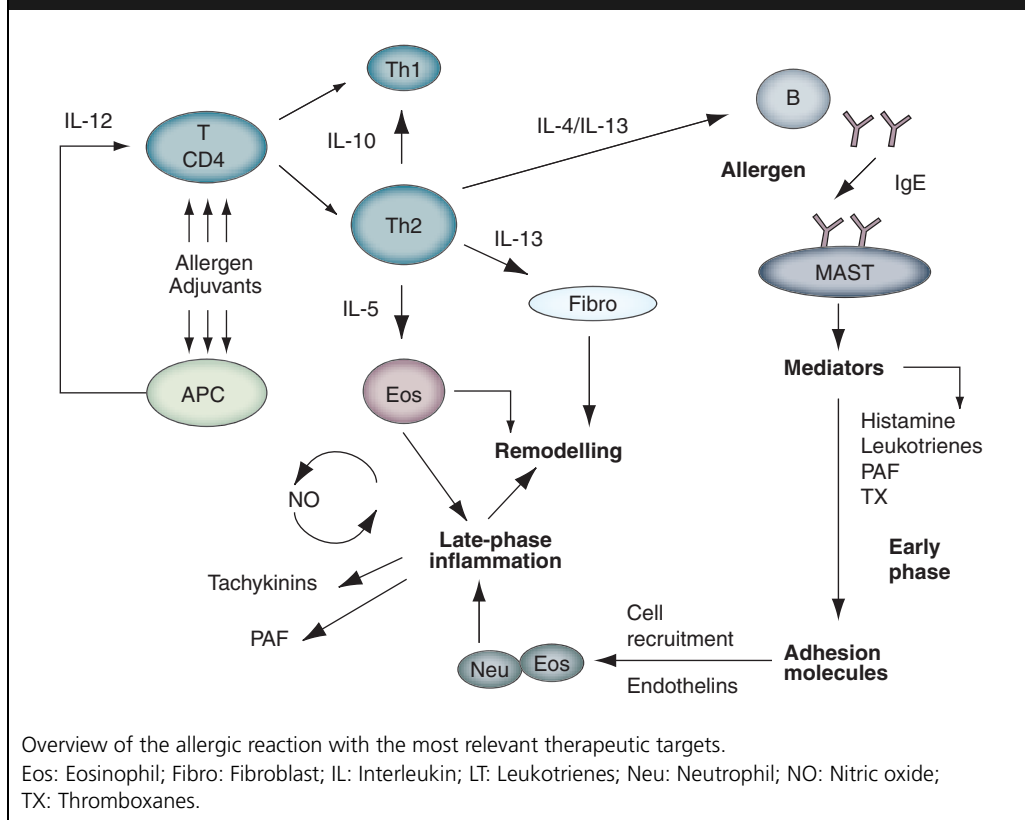 Th1
B
IL-12
T
CD4
IL-10
IL-4/IL-13
Allergen
IgE
Th2
IL-13
MAST
Allergen
Adjuvants
IL-5
Fibro
Mediators
APC
Eos
Histamine
Leukotrienes
PAF
TX
Remodelling
NO
Late-phase
inflammation
Early
phase
Tachykinins
PAF
Cell
recruitment
Neu
Eos
Endothelins
Adhesion
molecules
Overview of the allergic reaction with the most relevant therapeutic targets.
Eos: Eosinophil; Fibro: Fibroblast; IL: Interleukin; LT: Leukotrienes; Neu: Neutrophil; NO: Nitric oxide;
TX: Thromboxanes.